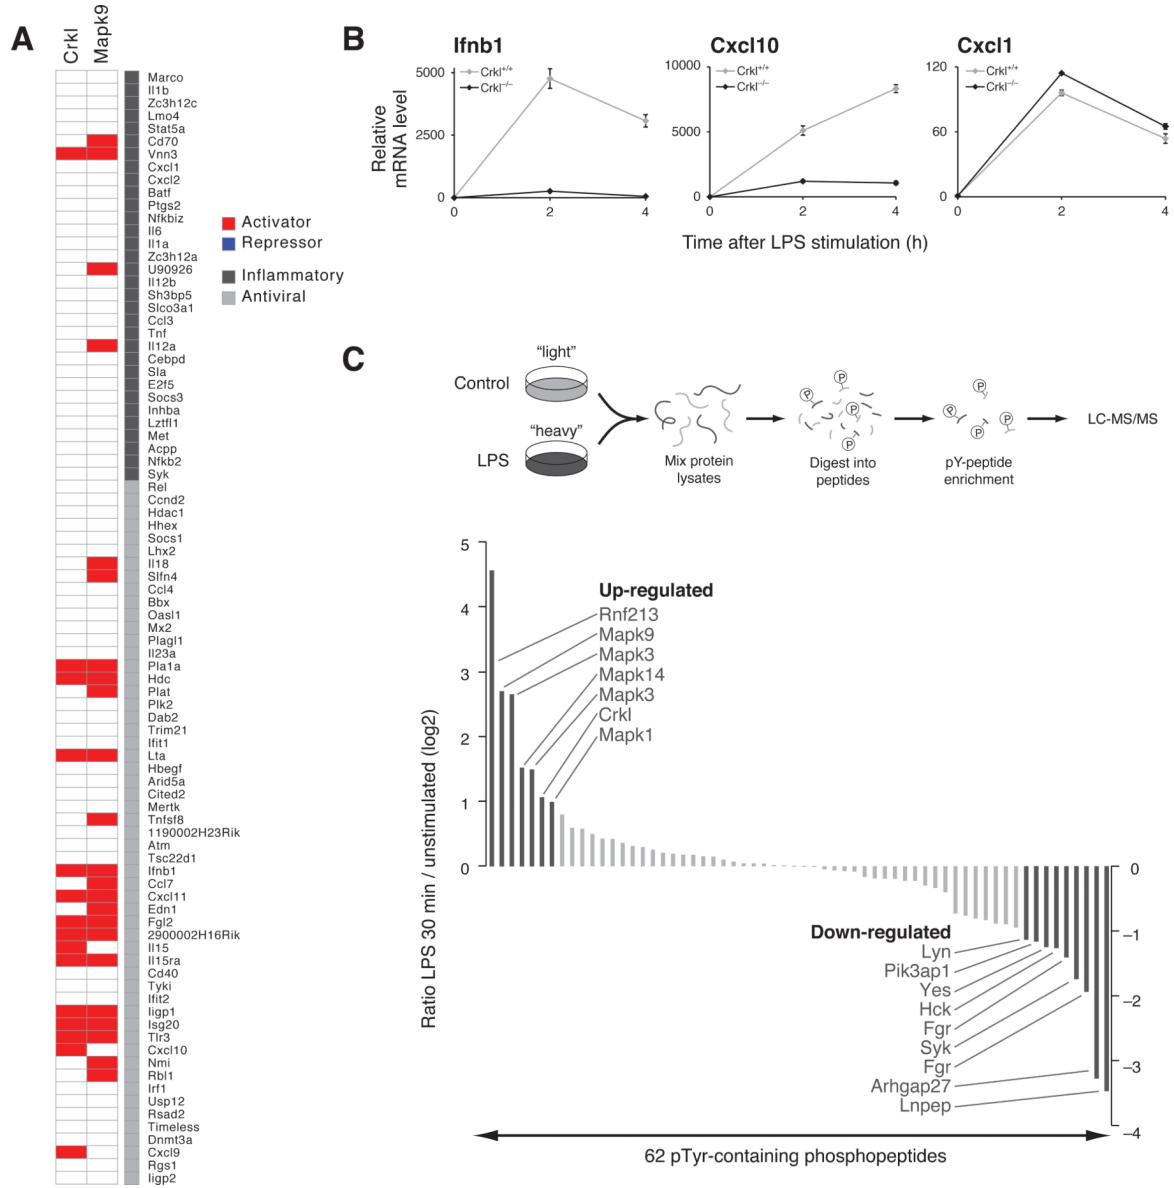 A
Crkl
Mapk9
Marco
Il1b
Zc3h12c
Lmo4
Stat5a
Cd70
Vnn3
Cxcl1
Cxcl2
Batf
Ptgs2
Nfkbiz
Il6
Il1a
Zc3h12a
U90926
Il12b
Sh3bp5
Slco3a1
Ccl3
Tnf
Il12a
Cebpd
Sla
E2f5
Socs3
Inhba
Lztfl1
Met
Acpp
Nfkb2
Syk
Rel
Ccnd2
Hdac1
Hhex
Socs1
Lhx2
Il18
Slfn4
Ccl4
Bbx
Oasl1
Mx2
Plagl1
Il23a
Pla1a
Hdc
Plat
Plk2
Dab2
Trim21
Ifit1
Lta
Hbegf
Arid5a
Cited2
Mertk
Tnfsf8
1190002H23Rik
Atm
Tsc22d1
Ifnb1
Ccl7
Cxcl11
Edn1
Fgl2
2900002H16Rik
Il15
Il15ra
Cd40
Tyki
Ifit2
Iigp1
Isg20
Tlr3
Cxcl10
Nmi
Rbl1
Irf1
Usp12
Rsad2
Timeless
Dnmt3a
Cxcl9
Rgs1
Iigp2
Activator
Repressor
Inflammatory
Antiviral
B
Relative
mRNA level
Ifnb1
5000
2500
0
Crkl+/+
Crkl−/−
0 2 4
Cxcl10
10000
5000
0
Crkl+/+
Crkl−/−
0 2 4
Cxcl1
120
60
0
Crkl+/+
Crkl−/−
0 2 4
Time after LPS stimulation (h)
C
"light"
Control
"heavy"
LPS
Mix protein
lysates
P
P
P
P
Digest into
peptides
P
P
P
P
pY-peptide
enrichment
LC-MS/MS
Ratio LPS 30 min / unstimulated (log2)
5
4
3
2
1
0
Up-regulated
Rnf213
Mapk9
Mapk3
Mapk14
Mapk3
Crkl
Mapk1
0
−1
−2
−3
−4
Down-regulated
Lyn
Pik3ap1
Yes
Hck
Fgr
Syk
Fgr
Arhgap27
Lnpep
62 pTyr-containing phosphopeptides